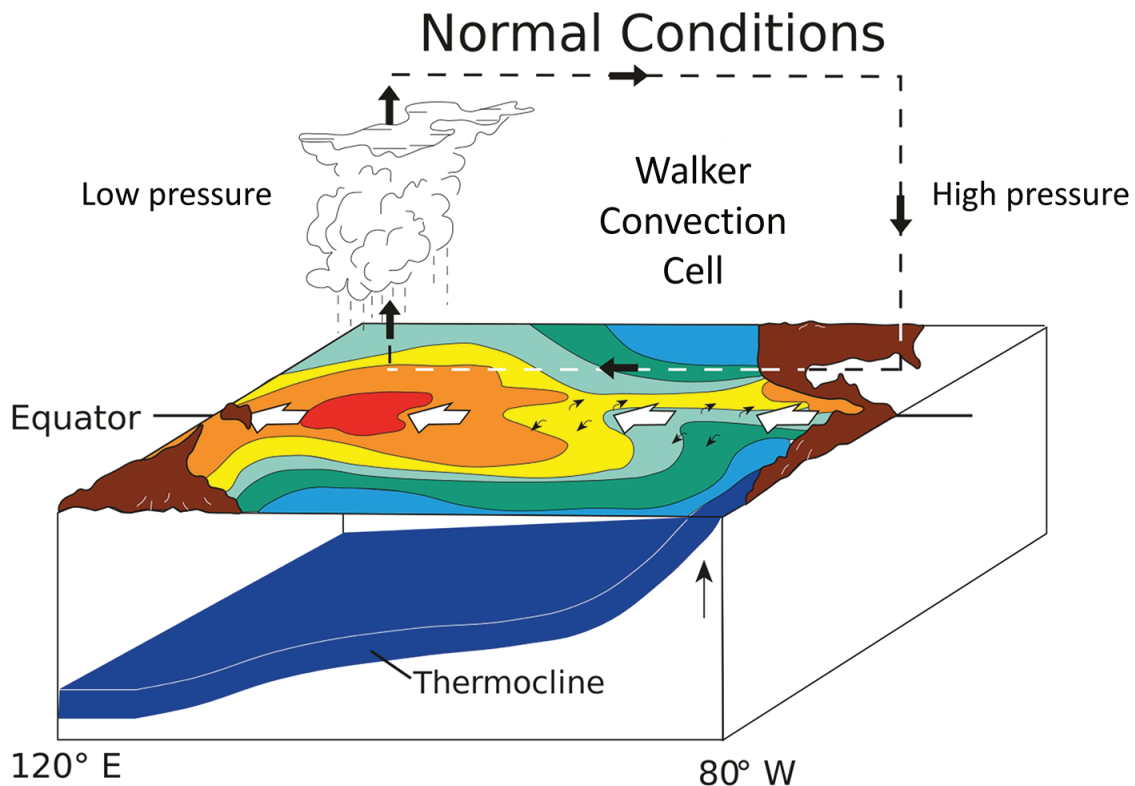 Normal Conditions
Low pressure
Walker
Convection
Cell
High pressure
Equator
Thermocline
120° E
80° W